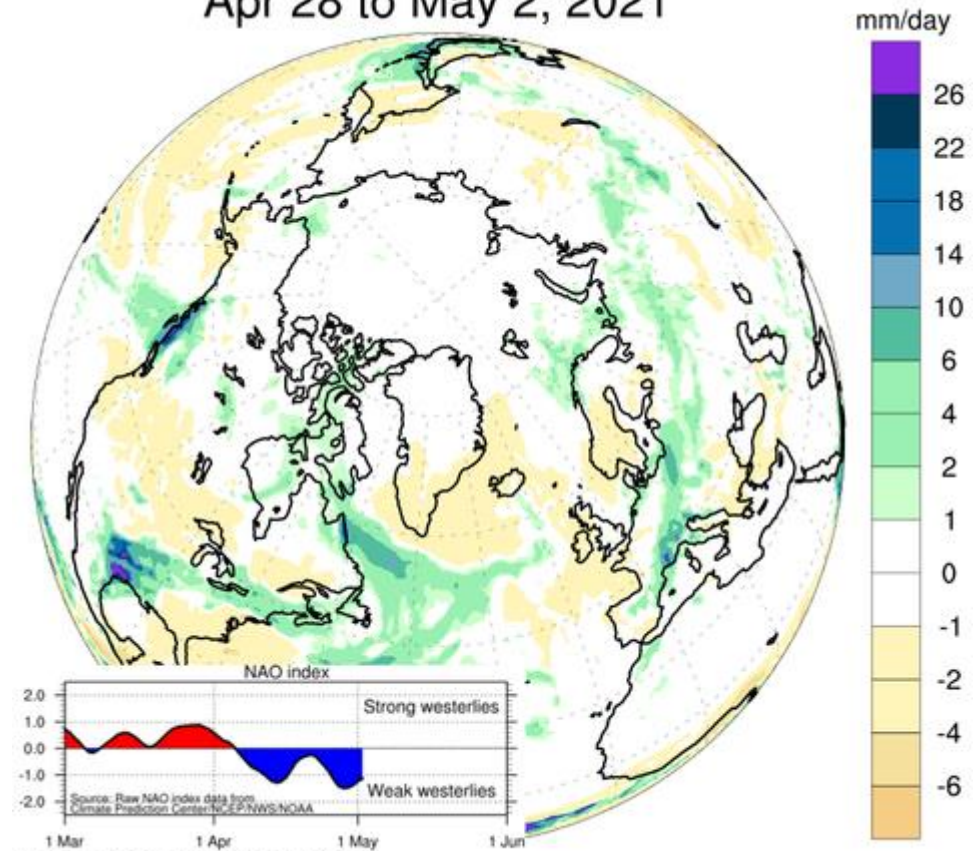 Apr 28 to May 2, 2021
mm/day
26
22
18
14
10
6
4
2
1
0
-1
-2
-4
-6
NAO index
2.0
1.0
0.0
-1.0
-2.0
Strong westerlies
Weak westerlies
Source: Raw NAO index data from
Climate Prediction Center/NCEP/NWS/NOAA
1 Mar
1 Apr
1 May
1 Jun